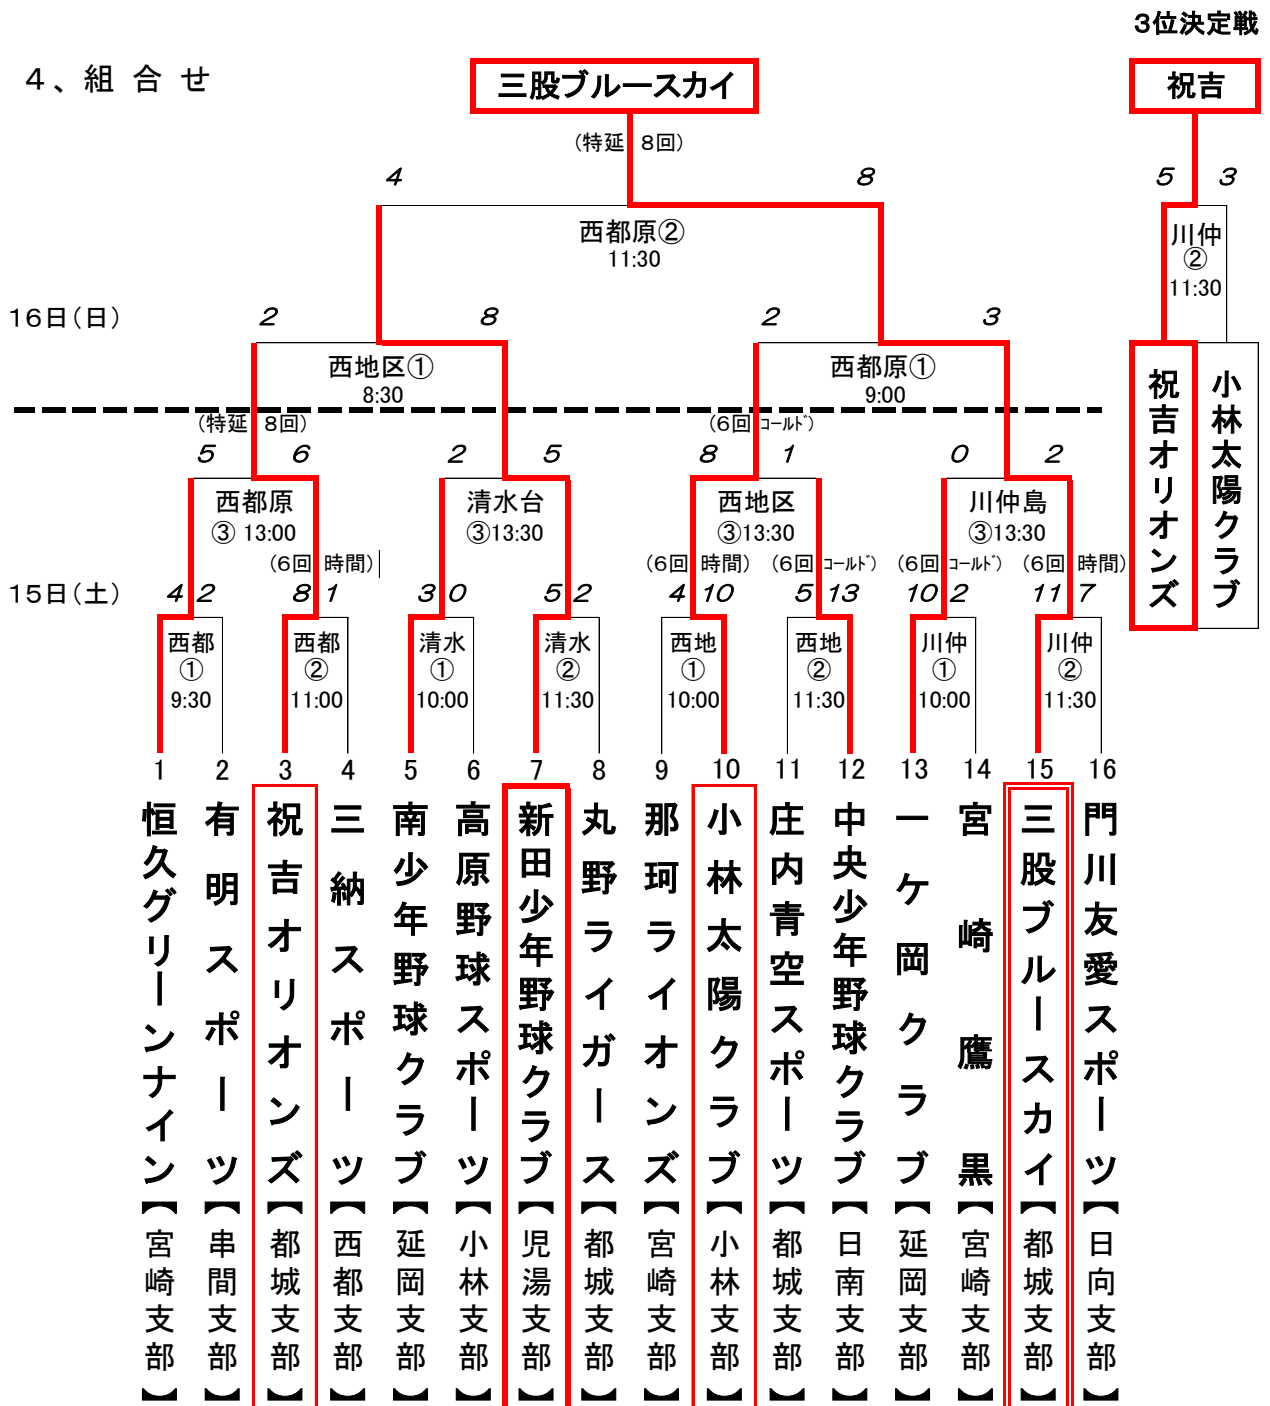 3位決定戦
4、組 合 せ
三股ブルースカイ
祝吉
(特延 8回)
4 8
5 3
西都原②
11:30
川仲
②
11:30
16日(日)
2 8 2 3
西地区①
8:30
西都原①
9:00
祝吉オリオンズ
小林太陽クラブ
(特延 8回)
(6回 コールド)
5 6 2 5 8 1 0 2
西都原
③ 13:00
清水台
③13:30
西地区
③13:30
川仲島
③13:30
(6回 時間)
(6回 時間)
(6回 コールド)
(6回 コールド)
(6回 時間)
15日(土)
4 2 8 1 3 0 5 2 4 10 5 13 10 2 11 7
西都
①
9:30
西都
②
11:00
清水
①
10:00
清水
②
11:30
西地
①
10:00
西地
②
11:30
川仲
①
10:00
川仲
②
11:30
1 2 3 4 5 6 7 8 9 10 11 12 13 14 15 16
恒久グリーンナイン【宮崎支部】
有明スポーツ【串間支部】
祝吉オリオンズ【都城支部】
三納スポーツ【西都支部】
南少年野球クラブ【延岡支部】
高原野球スポーツ【小林支部】
新田少年野球クラブ【児湯支部】
丸野ライガース【都城支部】
那珂ライオンズ【宮崎支部】
小林太陽クラブ【小林支部】
庄内青空スポーツ【都城支部】
中央少年野球クラブ【日南支部】
一ケ岡クラブ【延岡支部】
宮崎鷹黒【宮崎支部】
三股ブルースカイ【都城支部】
門川友愛スポーツ【日向支部】